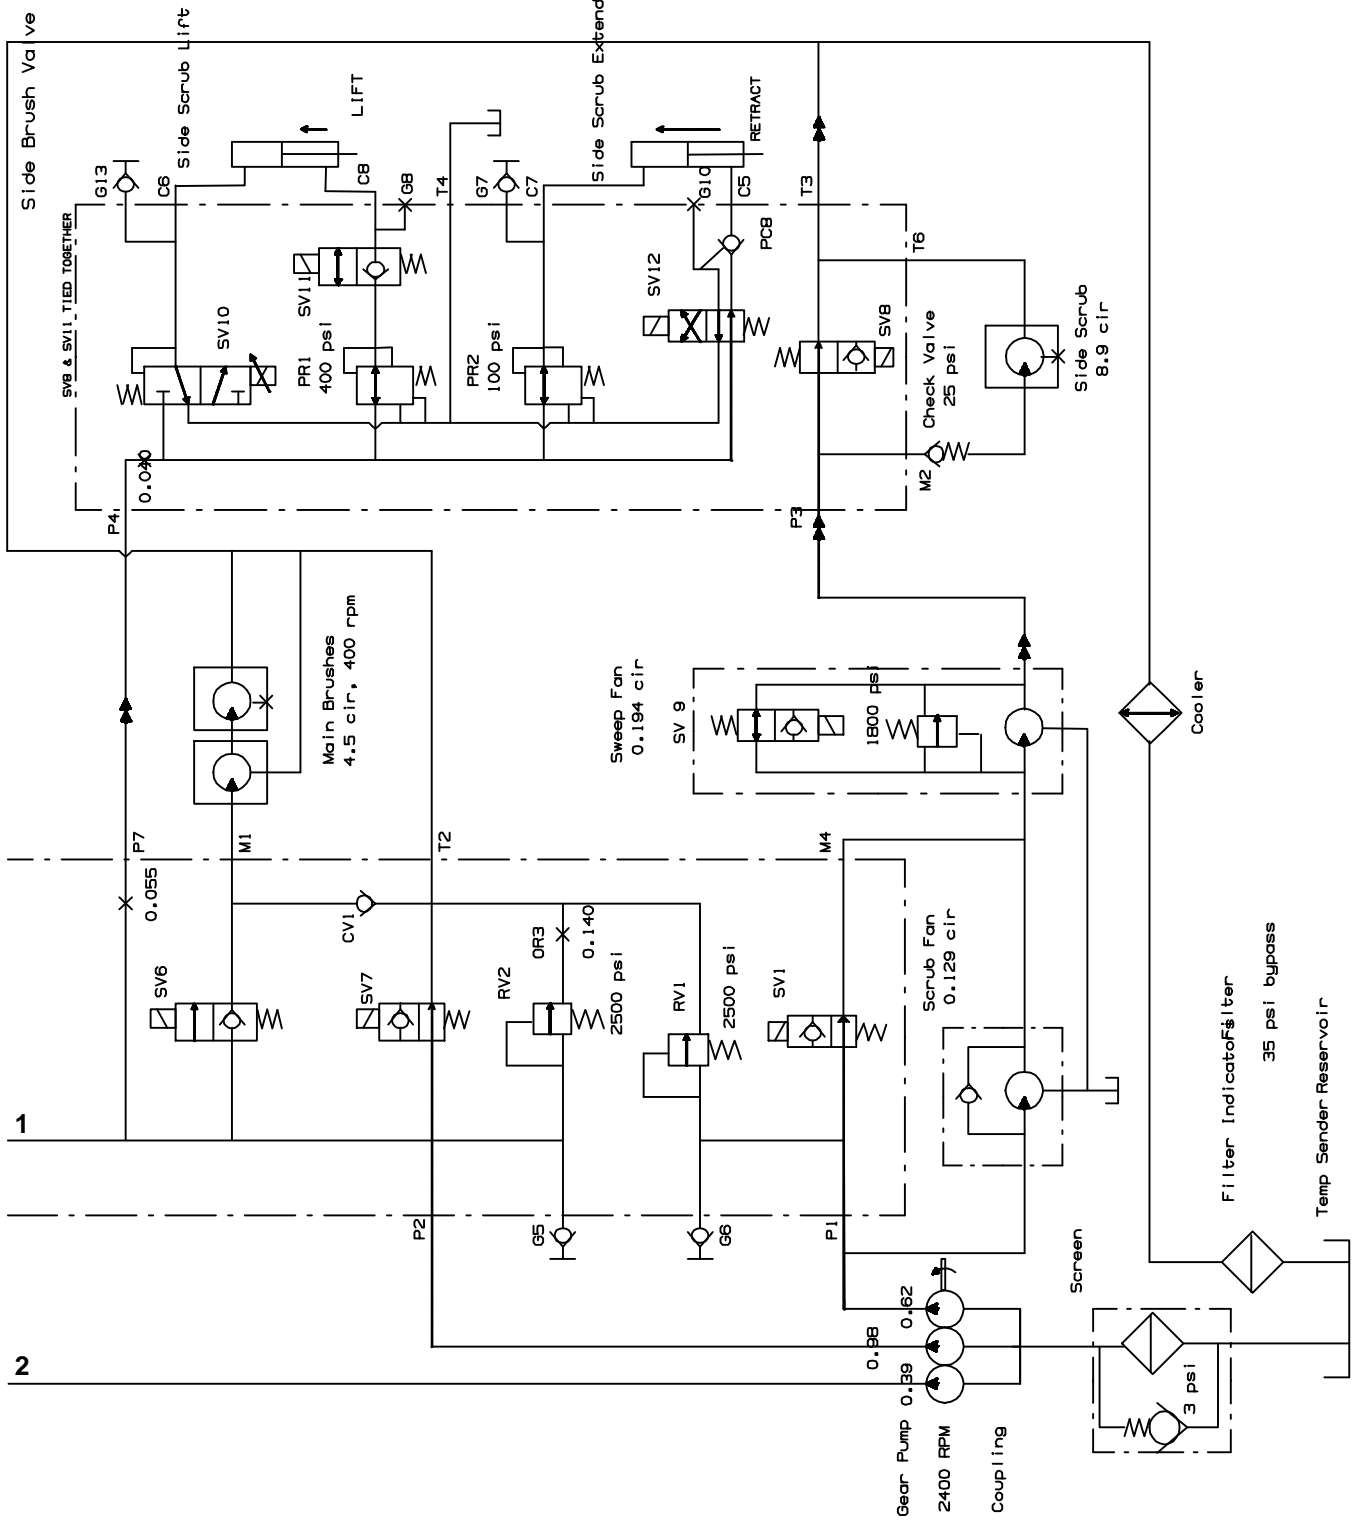 Side Brush Valve
Side Scrub Lift
Side Scrub Extend
SV8 & SV11 TIED TOGETHER
G13
C6
LIFT
C8
G8
T4
G7
C7
RETRACT
G10
C5
T3
T6
PCB
SV10
SV11
PR1
400 psi
PR2
100 psi
SV12
SV8
Check Valve
25 psi
Side Scrub
8.9 cir
M2
0.040
P4
P3
Main Brushes
4.5 cir, 400 rpm
Sweep Fan
0.194 cir
SV 9
1800 psi
Cooler
P7
M1
T2
M4
0.055
CV1
OR3
0.140
SV6
SV7
RV2
2500 psi
RV1
2500 psi
SV1
Scrub Fan
0.129 cir
1
P2
G5
G6
P1
Screen
Filter Indicator
Filter
35 psi bypass
Temp Sender
Reservoir
2
0.62
0.98
Gear Pump 0.39
2400 RPM
Coupling
3 psi